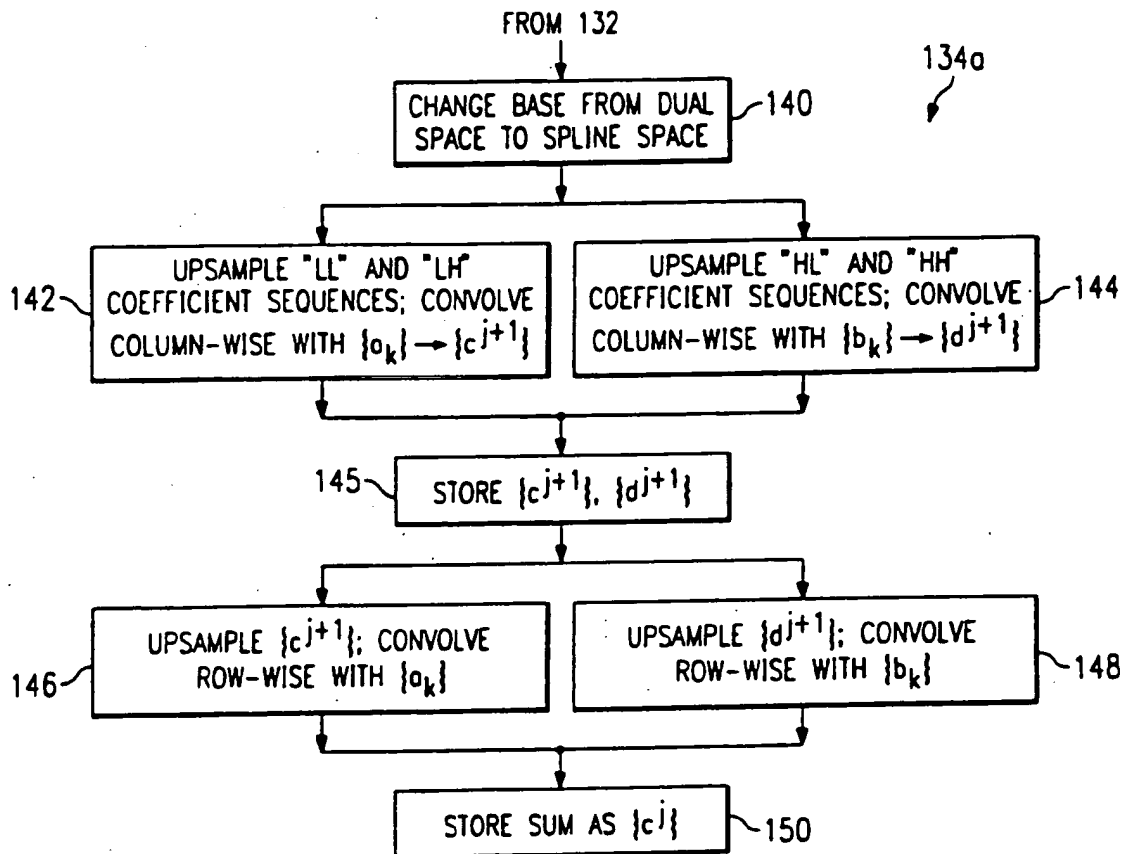 FROM 132
134a
CHANGE BASE FROM DUAL
SPACE TO SPLINE SPACE
140
UPSAMPLE "LL" AND "LH"
COEFFICIENT SEQUENCES; CONVOLVE
COLUMN-WISE WITH {a_k} → {c^{j+1}}
142
UPSAMPLE "HL" AND "HH"
COEFFICIENT SEQUENCES; CONVOLVE
COLUMN-WISE WITH {b_k} → {d^{j+1}}
144
145
STORE {c^{j+1}}, {d^{j+1}}
UPSAMPLE {c^{j+1}}; CONVOLVE
ROW-WISE WITH {a_k}
146
UPSAMPLE {d^{j+1}}; CONVOLVE
ROW-WISE WITH {b_k}
148
STORE SUM AS {c^j}
150